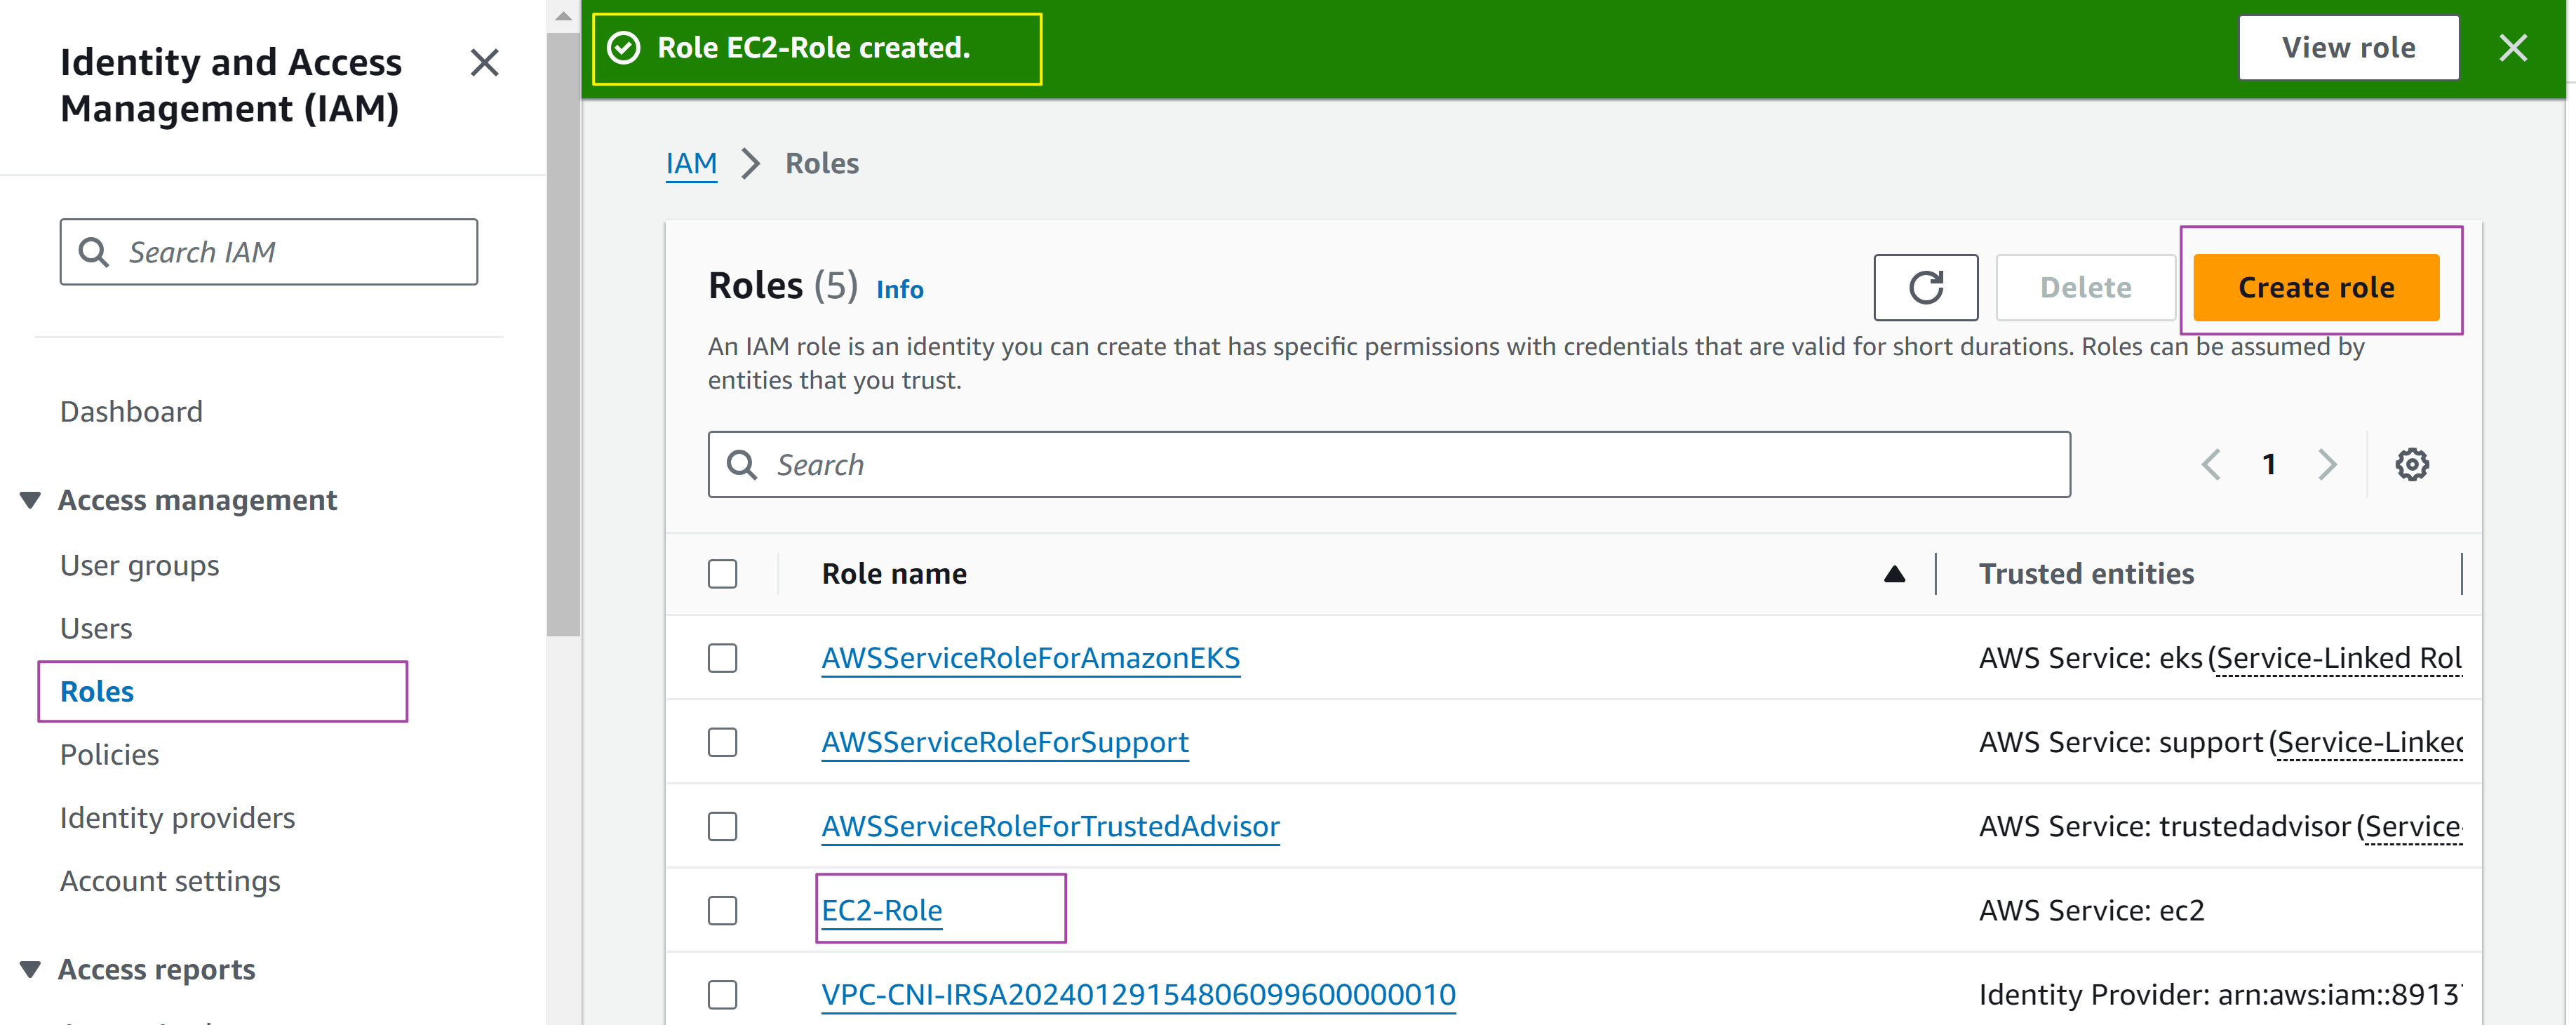 Identity and Access
Management (IAM)
Search IAM
Dashboard
Access management
User groups
Users
Roles
Policies
Identity providers
Account settings
Access reports
Role EC2-Role created.
View role
IAM > Roles
Roles (5) Info
Delete
Create role
An IAM role is an identity you can create that has specific permissions with credentials that are valid for short durations. Roles can be assumed by
entities that you trust.
Search
1
Role name
Trusted entities
AWSServiceRoleForAmazonEKS
AWS Service: eks (Service-Linked Rol
AWSServiceRoleForSupport
AWS Service: support (Service-Linked
AWSServiceRoleForTrustedAdvisor
AWS Service: trustedadvisor (Service-
EC2-Role
AWS Service: ec2
VPC-CNI-IRSA20240129154806099600000010
Identity Provider: arn:aws:iam::8913